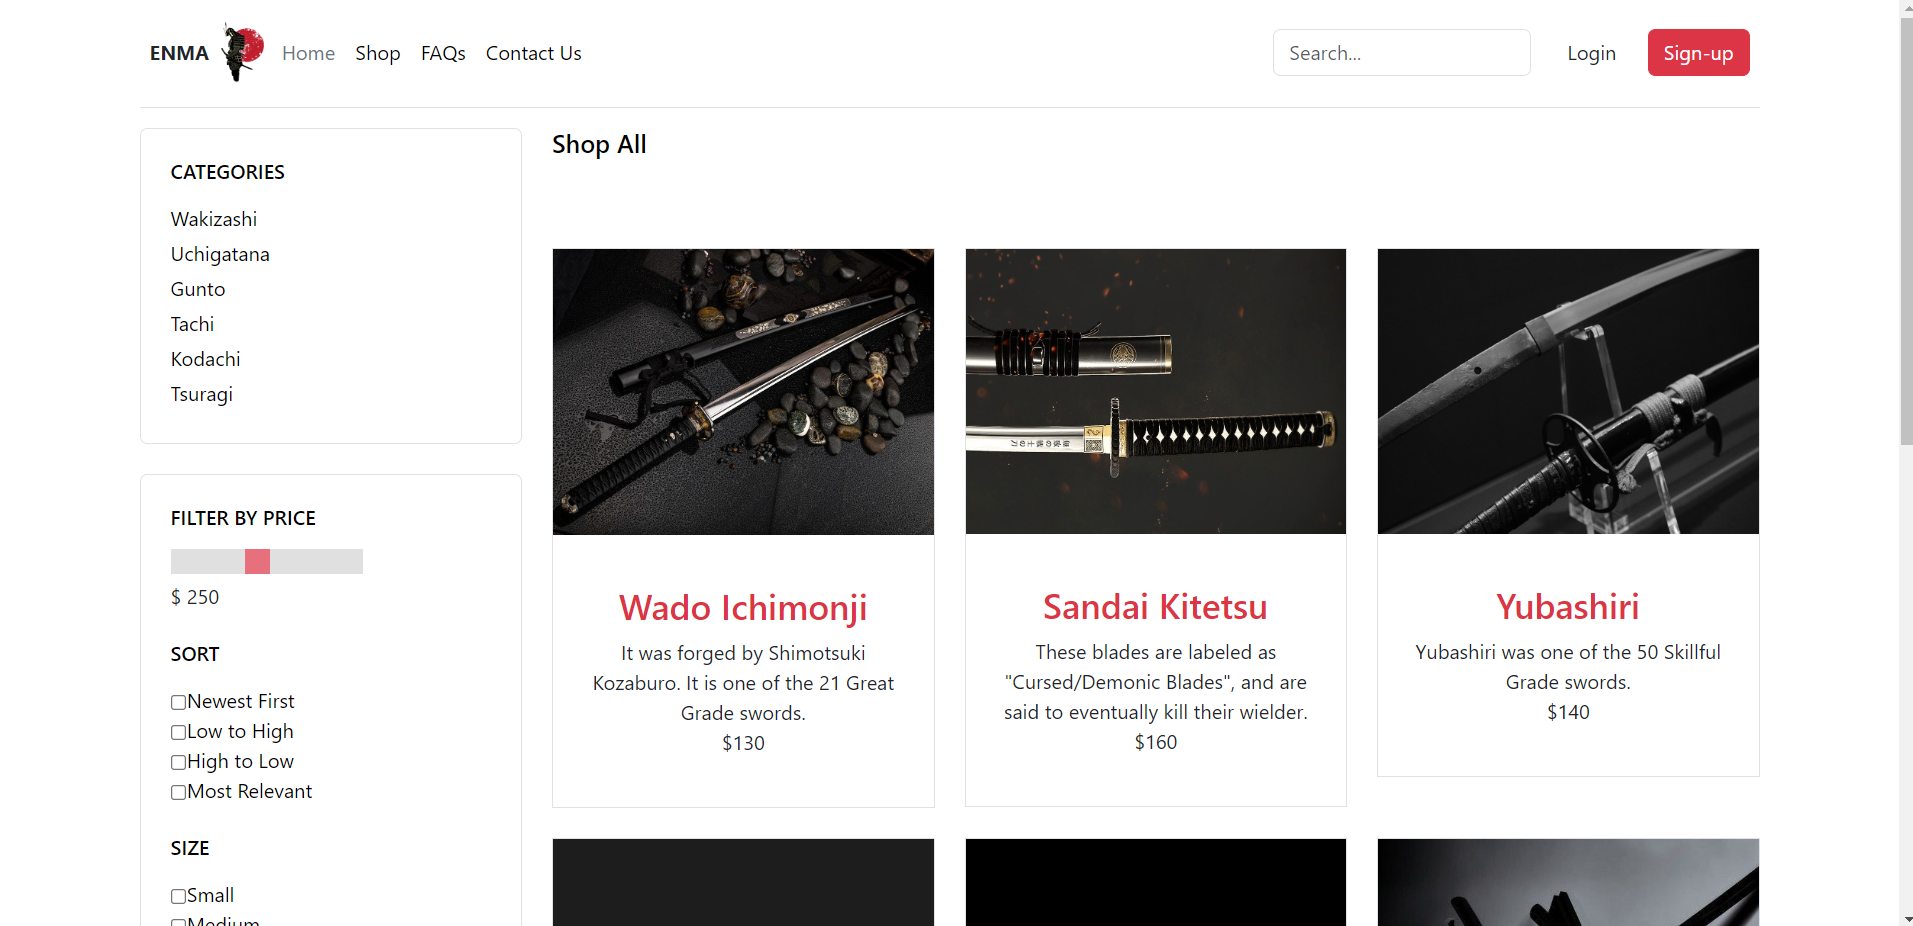 ENMA
Home
Shop
FAQs
Contact Us
Search...
Login
Sign-up
CATEGORIES
Wakizashi
Uchigatana
Gunto
Tachi
Kodachi
Tsuragi
FILTER BY PRICE
$ 250
SORT
Newest First
Low to High
High to Low
Most Relevant
SIZE
Small
Medium
Shop All
Wado Ichimonji
It was forged by Shimotsuki
Kozaburo. It is one of the 21 Great
Grade swords.
$130
Sandai Kitetsu
These blades are labeled as
"Cursed/Demonic Blades", and are
said to eventually kill their wielder.
$160
Yubashiri
Yubashiri was one of the 50 Skillful
Grade swords.
$140